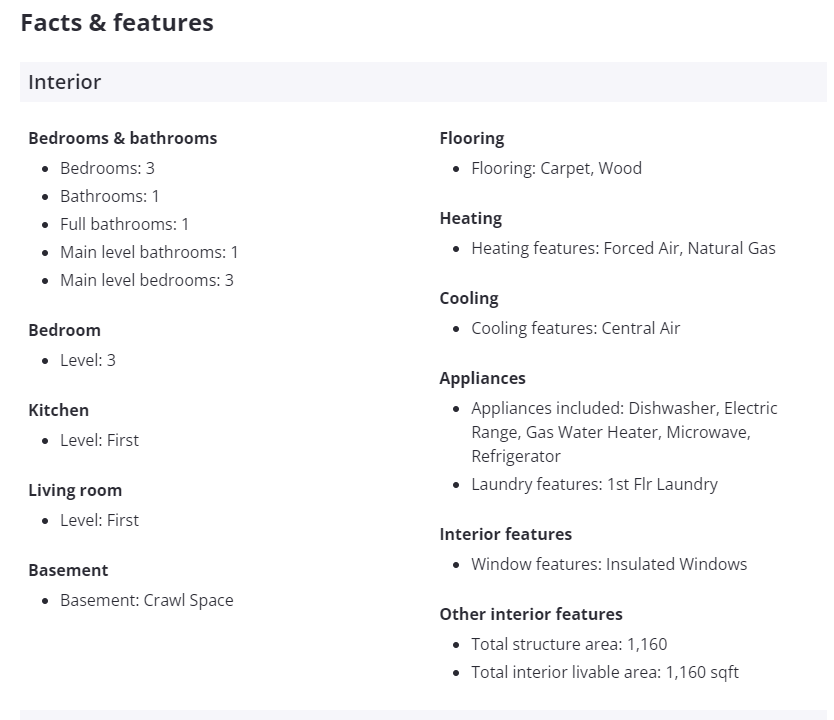 Facts & features
Interior
Bedrooms & bathrooms
Bedrooms: 3
Bathrooms: 1
Full bathrooms: 1
Main level bathrooms: 1
Main level bedrooms: 3
Bedroom
Level: 3
Kitchen
Level: First
Living room
Level: First
Basement
Basement: Crawl Space
Flooring
Flooring: Carpet, Wood
Heating
Heating features: Forced Air, Natural Gas
Cooling
Cooling features: Central Air
Appliances
Appliances included: Dishwasher, Electric
Range, Gas Water Heater, Microwave,
Refrigerator
Laundry features: 1st Flr Laundry
Interior features
Window features: Insulated Windows
Other interior features
Total structure area: 1,160
Total interior livable area: 1,160 sqft